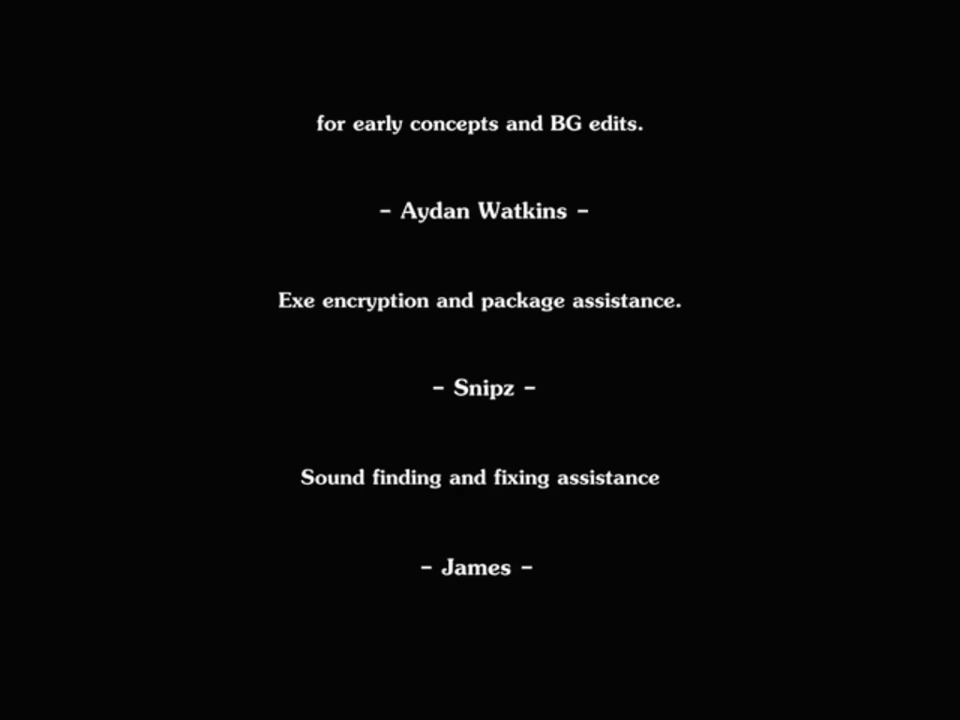 for early concepts and BG edits.
- Aydan Watkins -
Exe encryption and package assistance.
- Snipz -
Sound finding and fixing assistance
- James -